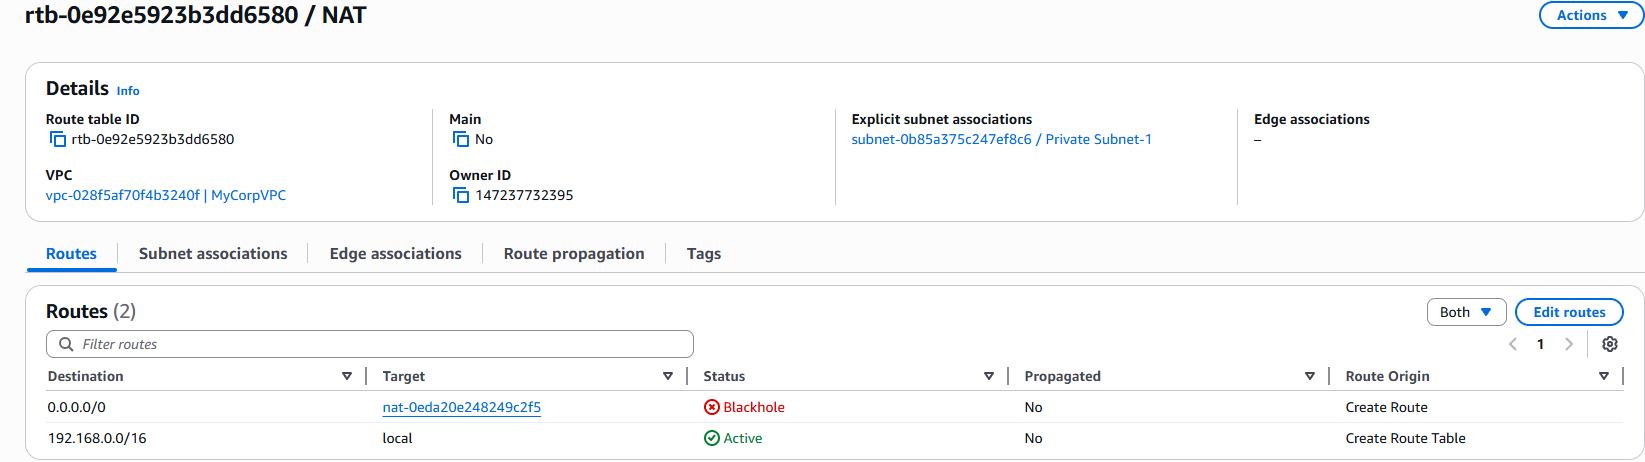 rtb-0e92e5923b3dd6580 / NAT
Actions
Details Info
Route table ID
rtb-0e92e5923b3dd6580
Main
No
Explicit subnet associations
subnet-0b85a375c247ef8c6 / Private Subnet-1
Edge associations
–
VPC
vpc-028f5af70f4b3240f | MyCorpVPC
Owner ID
147237732395
Routes Subnet associations Edge associations Route propagation Tags
Routes (2)
Both
Edit routes
Filter routes
1
Destination Target Status Propagated Route Origin
0.0.0.0/0 nat-0eda20e248249c2f5 Blackhole No Create Route
192.168.0.0/16 local Active No Create Route Table